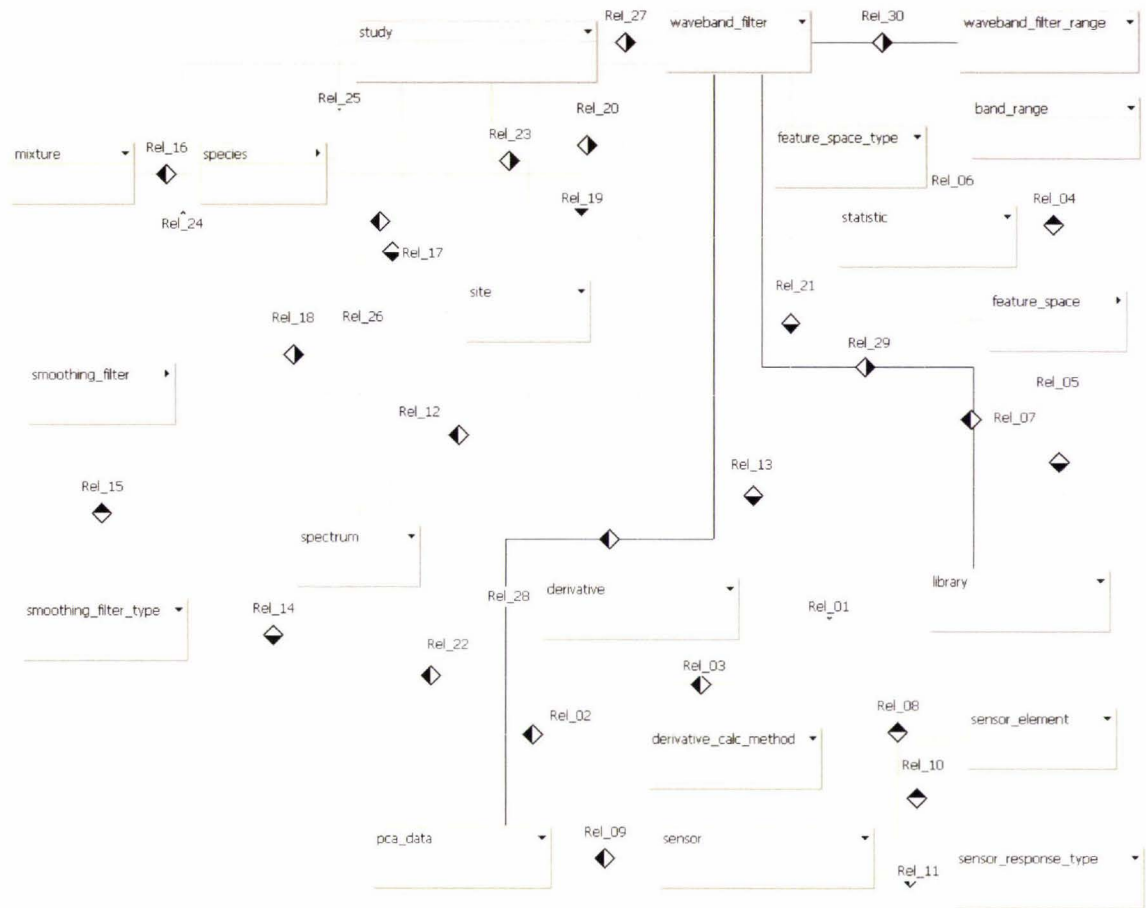 Rel_27
waveband_filter
Rel_30
waveband_filter_range
study
Rel_25
Rel_20
band_range
Rel_23
feature_space_type
mixture
Rel_16
species
Rel_06
Rel_19
Rel_04
Rel_24
statistic
Rel_17
site
Rel_21
feature_space
Rel_18
Rel_26
Rel_29
smoothing_filter
Rel_05
Rel_12
Rel_07
Rel_13
Rel_15
spectrum
derivative
library
Rel_28
smoothing_filter_type
Rel_14
Rel_01
Rel_22
Rel_03
Rel_02
Rel_08
sensor_element
derivative_calc_method
Rel_10
pca_data
Rel_09
sensor
sensor_response_type
Rel_11